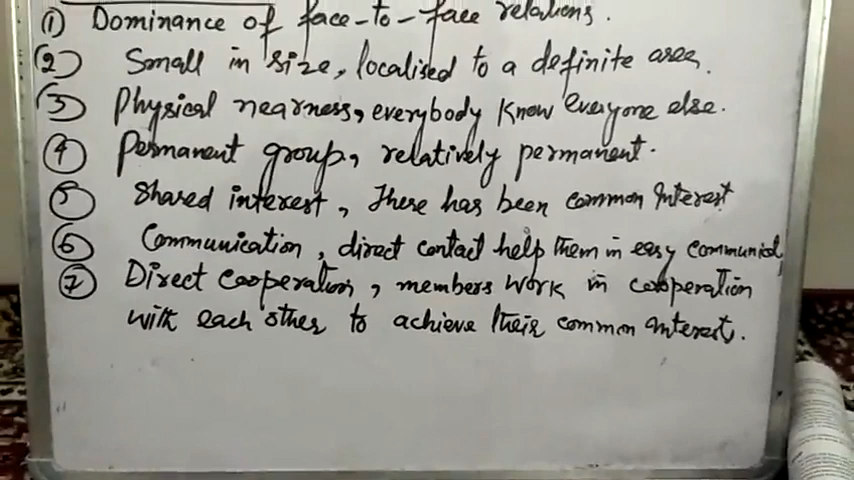 ① Dominance of face-to-face relations.
② Small in size, localised to a definite area.
③ Physical nearness, everybody know everyone else.
④ Permanent group, relatively permanent.
⑤ Shared interest, There has been common interest
⑥ Communication, direct contact help them in easy communicat
⑦ Direct cooperation, members work in cooperation
with each other to achieve their common interest.